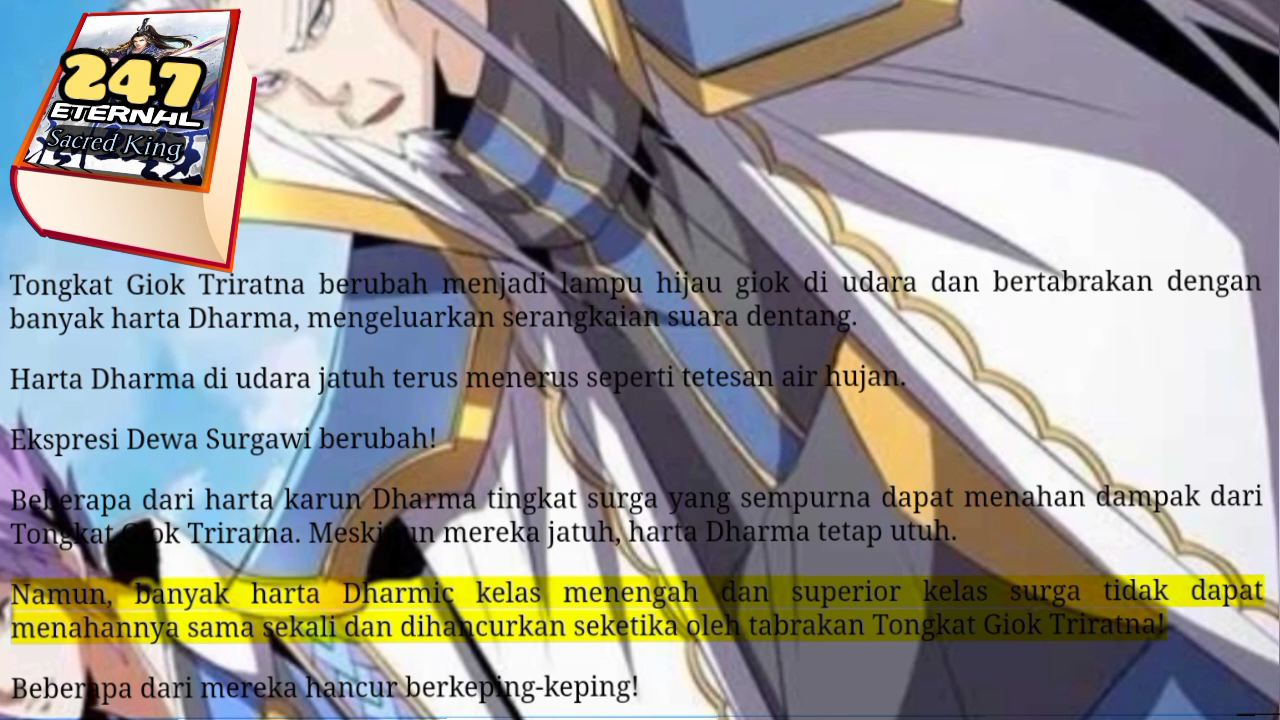 247
ETERNAL
Sacred King
Tongkat Giok Triratna berubah menjadi lampu hijau giok di udara dan bertabrakan dengan
banyak harta Dharma, mengeluarkan serangkaian suara dentang.
Harta Dharma di udara jatuh terus menerus seperti tetesan air hujan.
Ekspresi Dewa Surgawi berubah!
Beberapa dari harta karun Dharma tingkat surga yang sempurna dapat menahan dampak dari
Tongkat Giok Triratna. Meskipun mereka jatuh, harta Dharma tetap utuh.
Namun, banyak harta Dharmic kelas menengah dan superior kelas surga tidak dapat
menahannya sama sekali dan dihancurkan seketika oleh tabrakan Tongkat Giok Triratna!
Beberapa dari mereka hancur berkeping-keping!